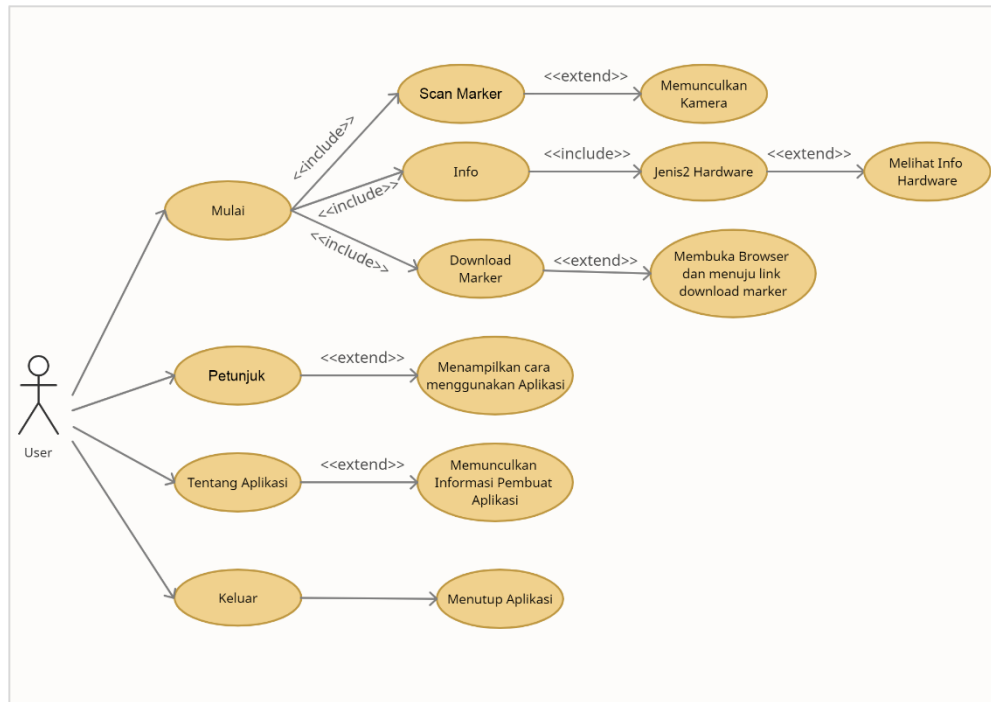 Scan Marker
<<extend>>
Memunculkan
Kamera
<<include>>
Info
<<include>>
Jenis2 Hardware
<<extend>>
Melihat Info
Hardware
Mulai
<<include>>
<<include>>
Download
Marker
<<extend>>
Membuka Browser
dan menuju link
download marker
Petunjuk
<<extend>>
Menampilkan cara
menggunakan Aplikasi
User
Tentang Aplikasi
<<extend>>
Memunculkan
Informasi Pembuat
Aplikasi
Keluar
Menutup Aplikasi